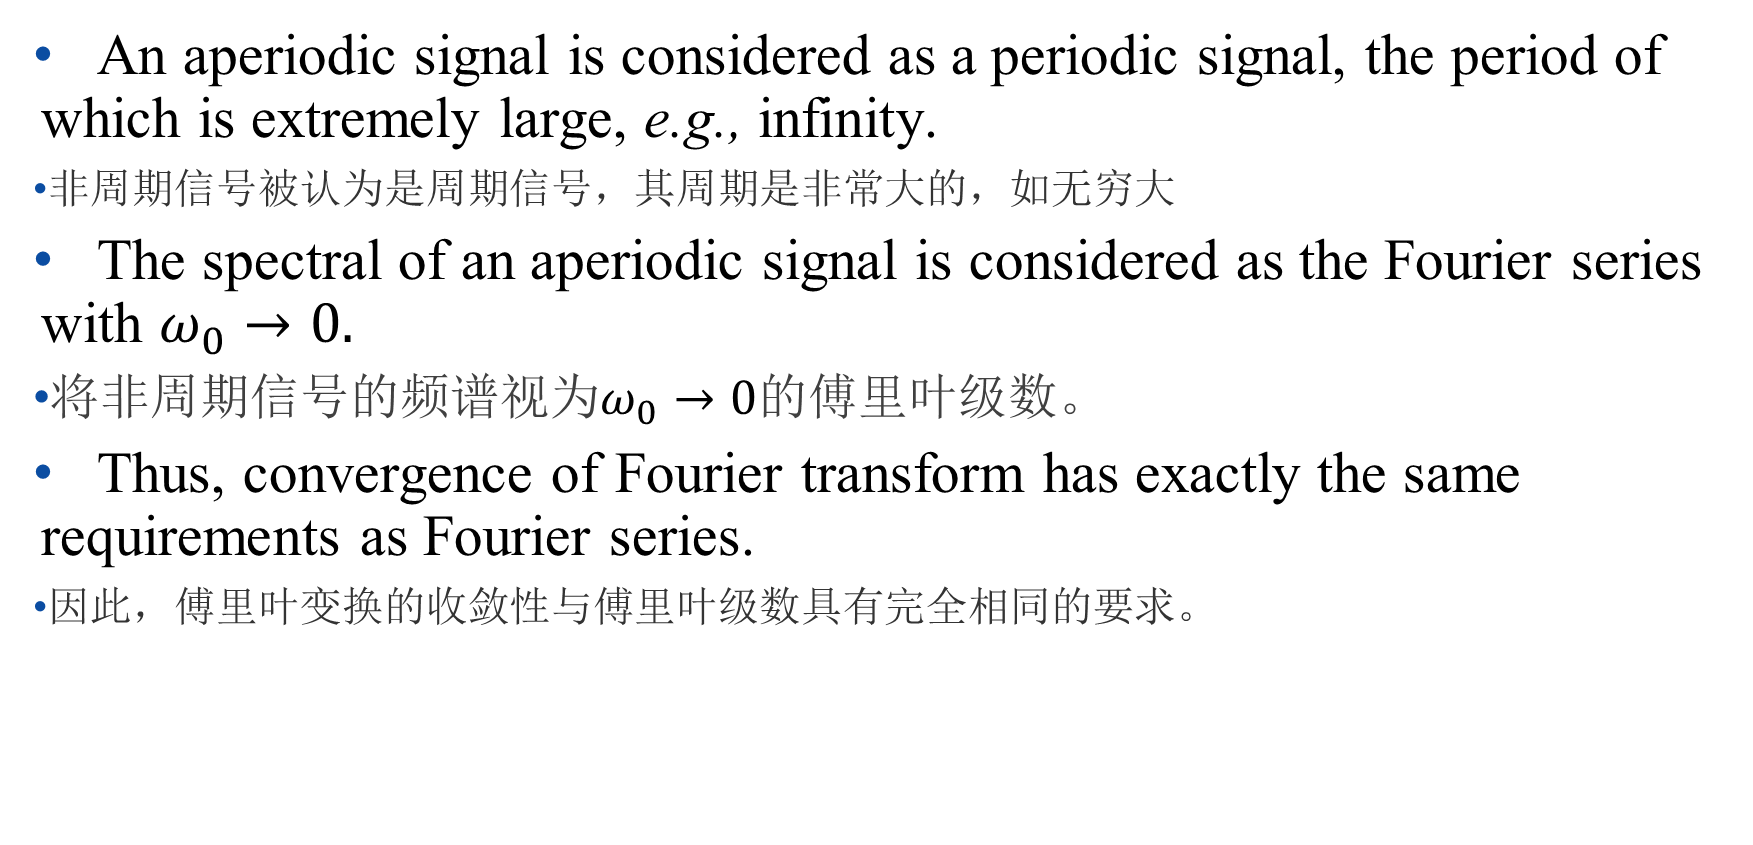 • An aperiodic signal is considered as a periodic signal, the period of
which is extremely large, e.g., infinity.
•非周期信号被认为是周期信号，其周期是非常大的，如无穷大
• The spectral of an aperiodic signal is considered as the Fourier series
with ω₀ → 0.
•将非周期信号的频谱视为ω₀ → 0的傅里叶级数。
• Thus, convergence of Fourier transform has exactly the same
requirements as Fourier series.
•因此，傅里叶变换的收敛性与傅里叶级数具有完全相同的要求。